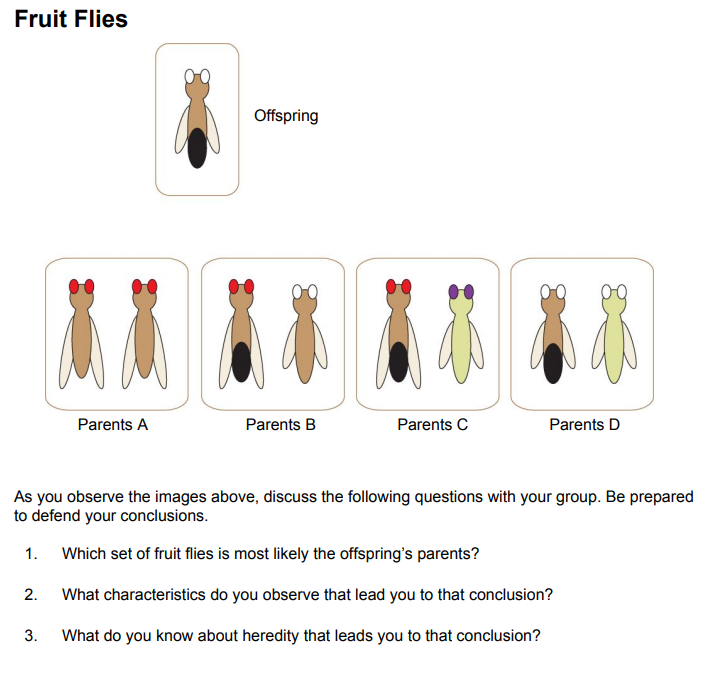 Fruit Flies
Offspring
Parents A
Parents B
Parents C
Parents D
As you observe the images above, discuss the following questions with your group. Be prepared
to defend your conclusions.
1. Which set of fruit flies is most likely the offspring's parents?
2. What characteristics do you observe that lead you to that conclusion?
3. What do you know about heredity that leads you to that conclusion?